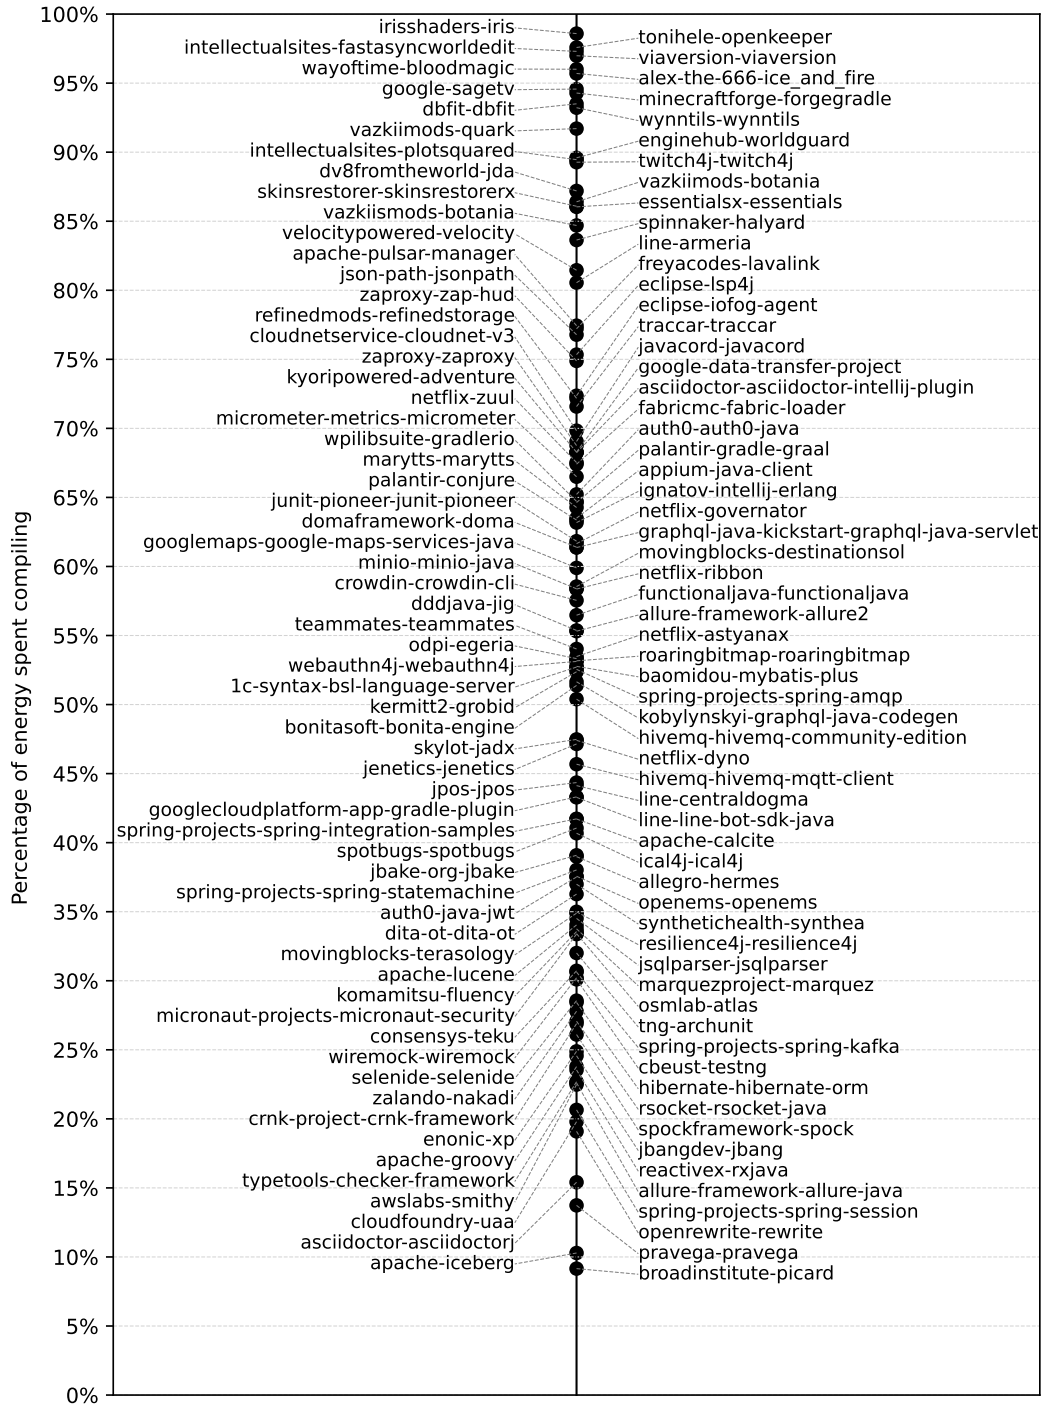 100%
95%
90%
85%
80%
75%
70%
65%
60%
55%
50%
45%
40%
35%
30%
25%
20%
15%
10%
5%
0%
Percentage of energy spent compiling
irisshaders-iris
intellectualsites-fastasyncworldedit
wayoftime-bloodmagic
google-sagetv
dbfit-dbfit
vazkiimods-quark
intellectualsites-plotsquared
dv8fromtheworld-jda
skinsrestorer-skinsrestorerx
vazkiismods-botania
velocitypowered-velocity
apache-pulsar-manager
json-path-jsonpath
zaproxy-zap-hud
refinedmods-refinedstorage
cloudnetservice-cloudnet-v3
zaproxy-zaproxy
kyoripowered-adventure
netflix-zuul
micrometer-metrics-micrometer
wpilibsuite-gradlerio
marytts-marytts
palantir-conjure
junit-pioneer-junit-pioneer
domaframework-doma
googlemaps-google-maps-services-java
minio-minio-java
crowdin-crowdin-cli
dddjava-jig
teammates-teammates
odpi-egeria
webauthn4j-webauthn4j
1c-syntax-bsl-language-server
kermitt2-grobid
bonitasoft-bonita-engine
skylot-jadx
jenetics-jenetics
jpos-jpos
googlecloudplatform-app-gradle-plugin
spring-projects-spring-integration-samples
spotbugs-spotbugs
jbake-org-jbake
spring-projects-spring-statemachine
auth0-java-jwt
dita-ot-dita-ot
movingblocks-terasology
apache-lucene
komamitsu-fluency
micronaut-projects-micronaut-security
consensys-teku
wiremock-wiremock
selenide-selenide
zalando-nakadi
crnk-project-crnk-framework
enonic-xp
apache-groovy
typetools-checker-framework
awslabs-smithy
cloudfoundry-uaa
asciidoctor-asciidoctorj
apache-iceberg
tonihele-openkeeper
viaversion-viaversion
alex-the-666-ice_and_fire
minecraftforge-forgegradle
wynntils-wynntils
enginehub-worldguard
twitch4j-twitch4j
vazkiimods-botania
essentialsx-essentials
spinnaker-halyard
line-armeria
freyacodes-lavalink
eclipse-lsp4j
eclipse-iofog-agent
traccar-traccar
javacord-javacord
google-data-transfer-project
asciidoctor-asciidoctor-intellij-plugin
fabricmc-fabric-loader
auth0-auth0-java
palantir-gradle-graal
appium-java-client
ignatov-intellij-erlang
netflix-governator
graphql-java-kickstart-graphql-java-servlet
movingblocks-destinationsol
netflix-ribbon
functionaljava-functionaljava
allure-framework-allure2
netflix-astyanax
roaringbitmap-roaringbitmap
baomidou-mybatis-plus
spring-projects-spring-amqp
kobylynskyi-graphql-java-codegen
hivemq-hivemq-community-edition
netflix-dyno
hivemq-hivemq-mqtt-client
line-centraldogma
line-line-bot-sdk-java
apache-calcite
ical4j-ical4j
allegro-hermes
openems-openems
synthetichealth-synthea
resilience4j-resilience4j
jsqlparser-jsqlparser
marquezproject-marquez
osmlab-atlas
tng-archunit
spring-projects-spring-kafka
cbeust-testng
hibernate-hibernate-orm
rsocket-rsocket-java
spockframework-spock
jbangdev-jbang
reactivex-rxjava
allure-framework-allure-java
spring-projects-spring-session
openrewrite-rewrite
pravega-pravega
broadinstitute-picard